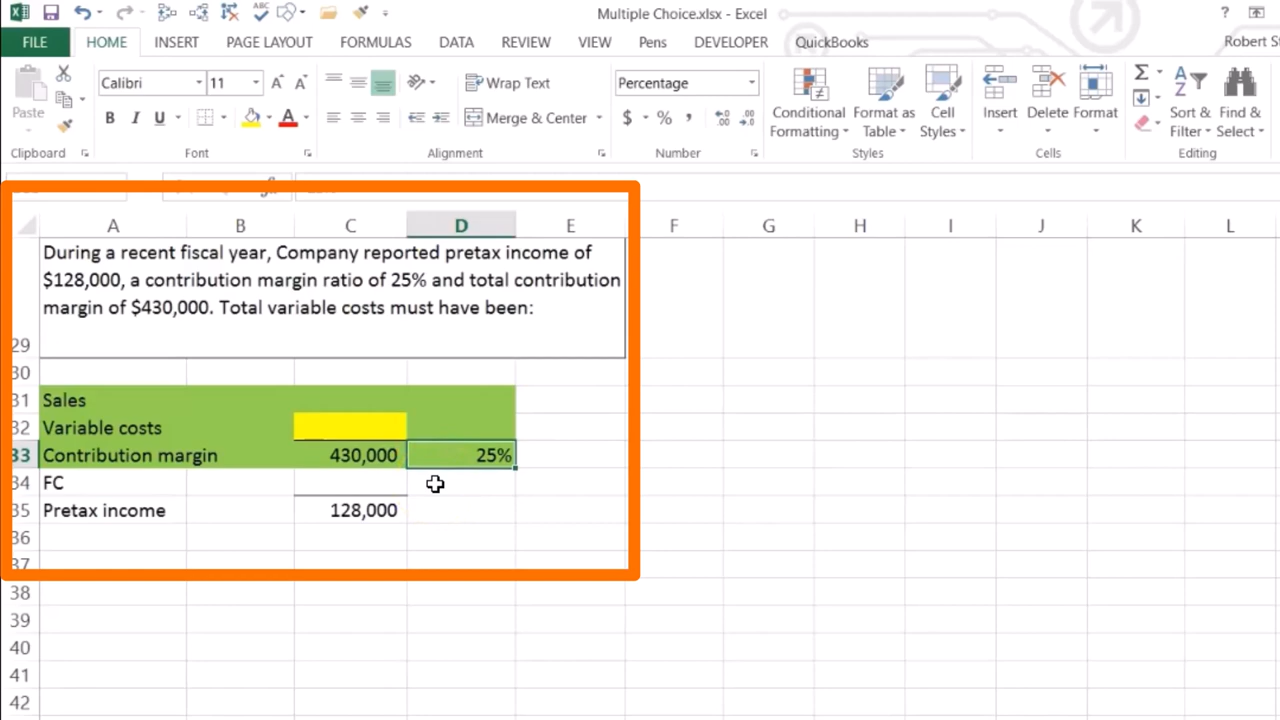 Multiple Choice.xlsx - Excel
?
FILE HOME INSERT PAGE LAYOUT FORMULAS DATA REVIEW VIEW Pens DEVELOPER QuickBooks Robert St
Paste
Calibri 11
B I U
Wrap Text
Merge & Center
Percentage
$ % ,
Conditional Formatting
Format as Table
Cell Styles
Insert Delete Format
Sort & Filter
Find & Select
Clipboard Font Alignment Number Styles Cells Editing
A B C D E F G H I J K L
During a recent fiscal year, Company reported pretax income of
$128,000, a contribution margin ratio of 25% and total contribution
margin of $430,000. Total variable costs must have been:
29
30
31 Sales
32 Variable costs
33 Contribution margin 430,000 25%
34 FC
35 Pretax income 128,000
36
37
38
39
40
41
42